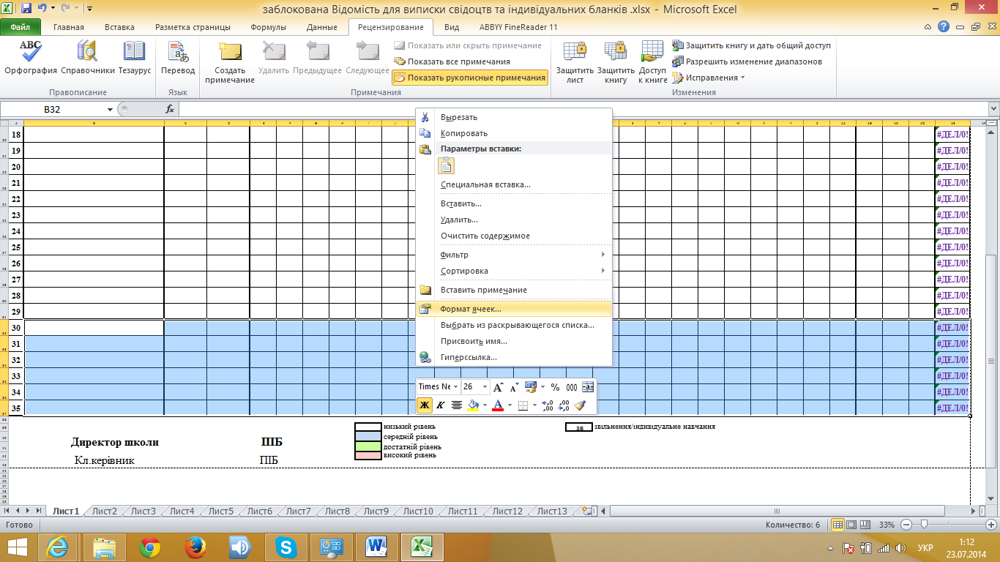 заблокована Відомість для виписки свідоцтв та індивідуальних бланків .xlsx - Microsoft Excel
Файл Главная Вставка Разметка страницы Формулы Данные Рецензирование Вид ABBYY FineReader 11
ABC
Орфография Справочники Тезаурус
Правописание
Перевод
Язык
Создать примечание Удалить Предыдущее Следующее
Показать или скрыть примечание
Показать все примечания
Показать рукописные примечания
Примечания
Защитить лист Защитить книгу Доступ к книге
Защитить книгу и дать общий доступ
Разрешить изменение диапазонов
Исправления
Изменения
B32 fx
18 #ДЕЛ/0!
19 #ДЕЛ/0!
20 #ДЕЛ/0!
21 #ДЕЛ/0!
22 #ДЕЛ/0!
23 #ДЕЛ/0!
24 #ДЕЛ/0!
25 #ДЕЛ/0!
26 #ДЕЛ/0!
27 #ДЕЛ/0!
28 #ДЕЛ/0!
29 #ДЕЛ/0!
30 #ДЕЛ/0!
31 #ДЕЛ/0!
32 #ДЕЛ/0!
33 #ДЕЛ/0!
34 #ДЕЛ/0!
35 #ДЕЛ/0!
Вырезать
Копировать
Параметры вставки:
Специальная вставка...
Вставить...
Удалить...
Очистить содержимое
Фильтр
Сортировка
Вставить примечание
Формат ячеек...
Выбрать из раскрывающегося списка...
Присвоить имя...
Гиперссылка...
Times Ne 26 A A % 000
Ж К A ,00 ,00
низький рівень
середній рівень
достатній рівень
високий рівень
зв звільнення/індивідуальне навчання
Директор школи ПІБ
Кл.керівник ПІБ
Лист1 Лист2 Лист3 Лист4 Лист5 Лист6 Лист7 Лист8 Лист9 Лист10 Лист11 Лист12 Лист13
Готово Количество: 6 33%
УКР 1:12
23.07.2014